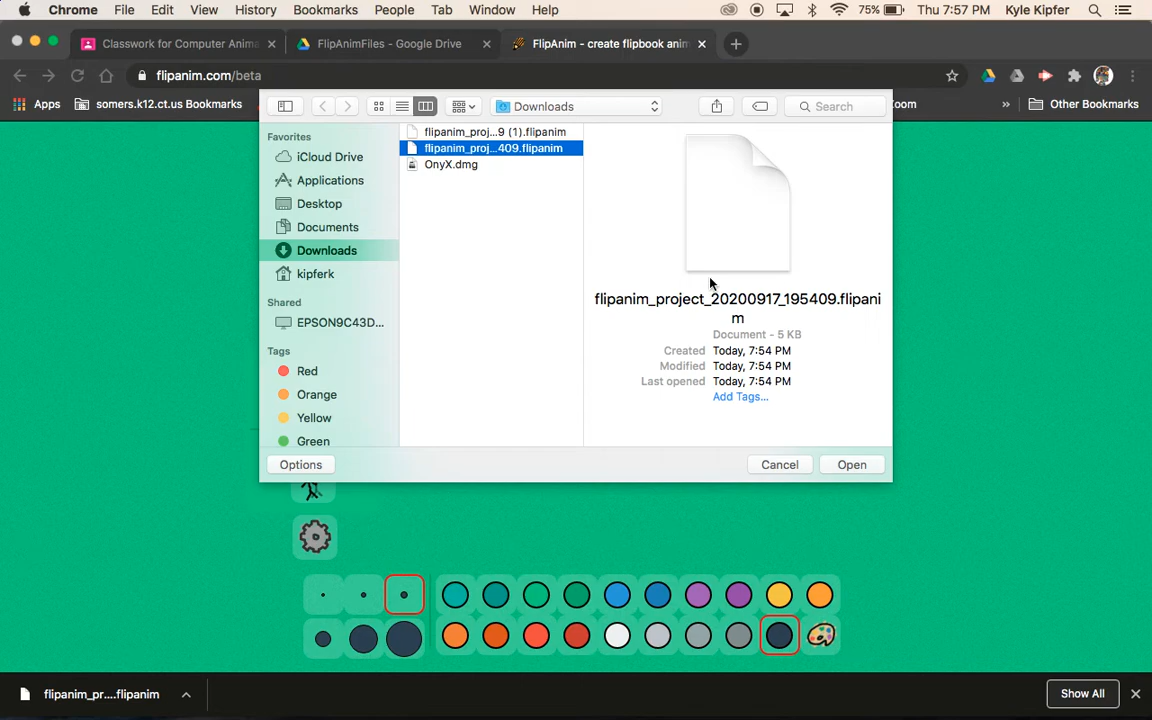 Chrome File Edit View History Bookmarks People Tab Window Help 75% Thu 7:57 PM Kyle Kipfer
Classwork for Computer Anima FlipAnimFiles - Google Drive FlipAnim - create flipbook anim
flipanim.com/beta
Apps somers.k12.ct.us Bookmarks Zoom » Other Bookmarks
Downloads Search
Favorites
iCloud Drive
Applications
Desktop
Documents
Downloads
kipferk
Shared
EPSON9C43D...
Tags
Red
Orange
Yellow
Green
flipanim_proj...9 (1).flipanim
flipanim_proj...409.flipanim
OnyX.dmg
flipanim_project_20200917_195409.flipani
m
Document - 5 KB
Created Today, 7:54 PM
Modified Today, 7:54 PM
Last opened Today, 7:54 PM
Add Tags...
Options Cancel Open
flipanim_pr....flipanim Show All